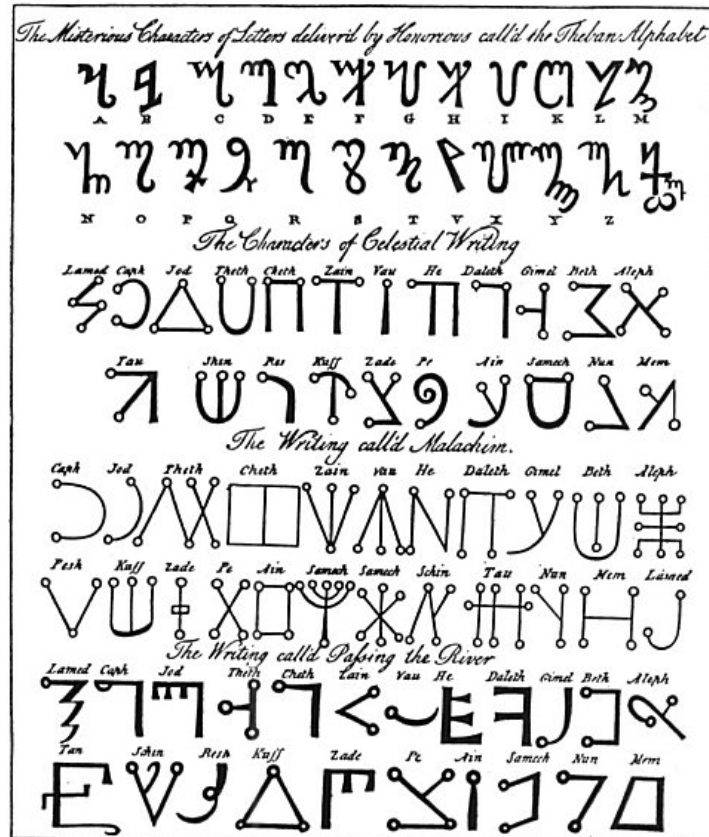 The Misterious Characters of Letters deliver'd by Honorious call'd the Theban Alphabet
A B C D E F G H I K L M
N O P Q R S T V X Y Z
The Characters of Celestial Writing
Lamed Caph Jod Theth Cheth Zain Vau He Daleth Gimel Beth Aleph
Tau Shin Res Kuff Zade Pe Ain Samech Nun Mem
The Writing call'd Malachim.
Caph Jod Theth Cheth Zain Vau He Daleth Gimel Beth Aleph
Resh Kuff Zade Pe Ain Samech Samech Schin Tau Nun Mem Lamed
The Writing call'd Paſsing the River
Lamed Caph Jod Theth Cheth Zain Vau He Daleth Gimel Beth Aleph
Tau Schin Resh Kuff Zade Pe Ain Samech Nun Mem